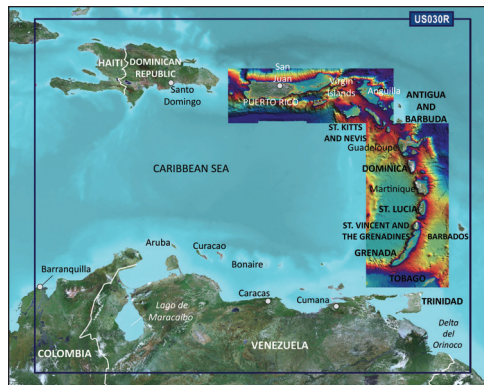 US030R
HAITI
DOMINICAN
REPUBLIC
Santo
Domingo
San
Juan
PUERTO RICO
Virgin
Islands
Anguilla
ANTIGUA
AND
BARBUDA
ST. KITTS
AND NEVIS
Guadeloupe
DOMINICA
Martinique
ST. LUCIA
ST. VINCENT AND
THE GRENADINES
BARBADOS
GRENADA
TOBAGO
TRINIDAD
CARIBBEAN SEA
Aruba
Curacao
Bonaire
Barranquilla
Lago de
Maracalbo
Caracas
Cumana
Delta
del
Orinoco
COLOMBIA
VENEZUELA